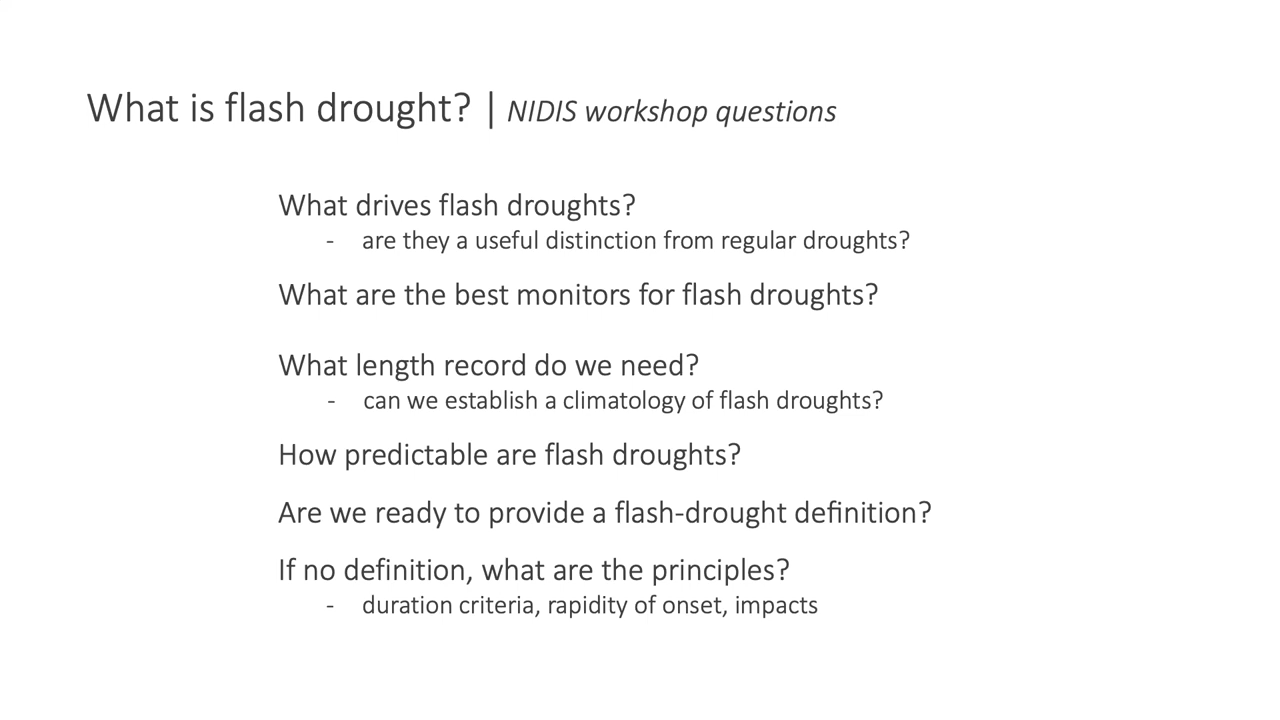 What is flash drought? | NIDIS workshop questions
What drives flash droughts?
- are they a useful distinction from regular droughts?
What are the best monitors for flash droughts?
What length record do we need?
- can we establish a climatology of flash droughts?
How predictable are flash droughts?
Are we ready to provide a flash-drought definition?
If no definition, what are the principles?
- duration criteria, rapidity of onset, impacts